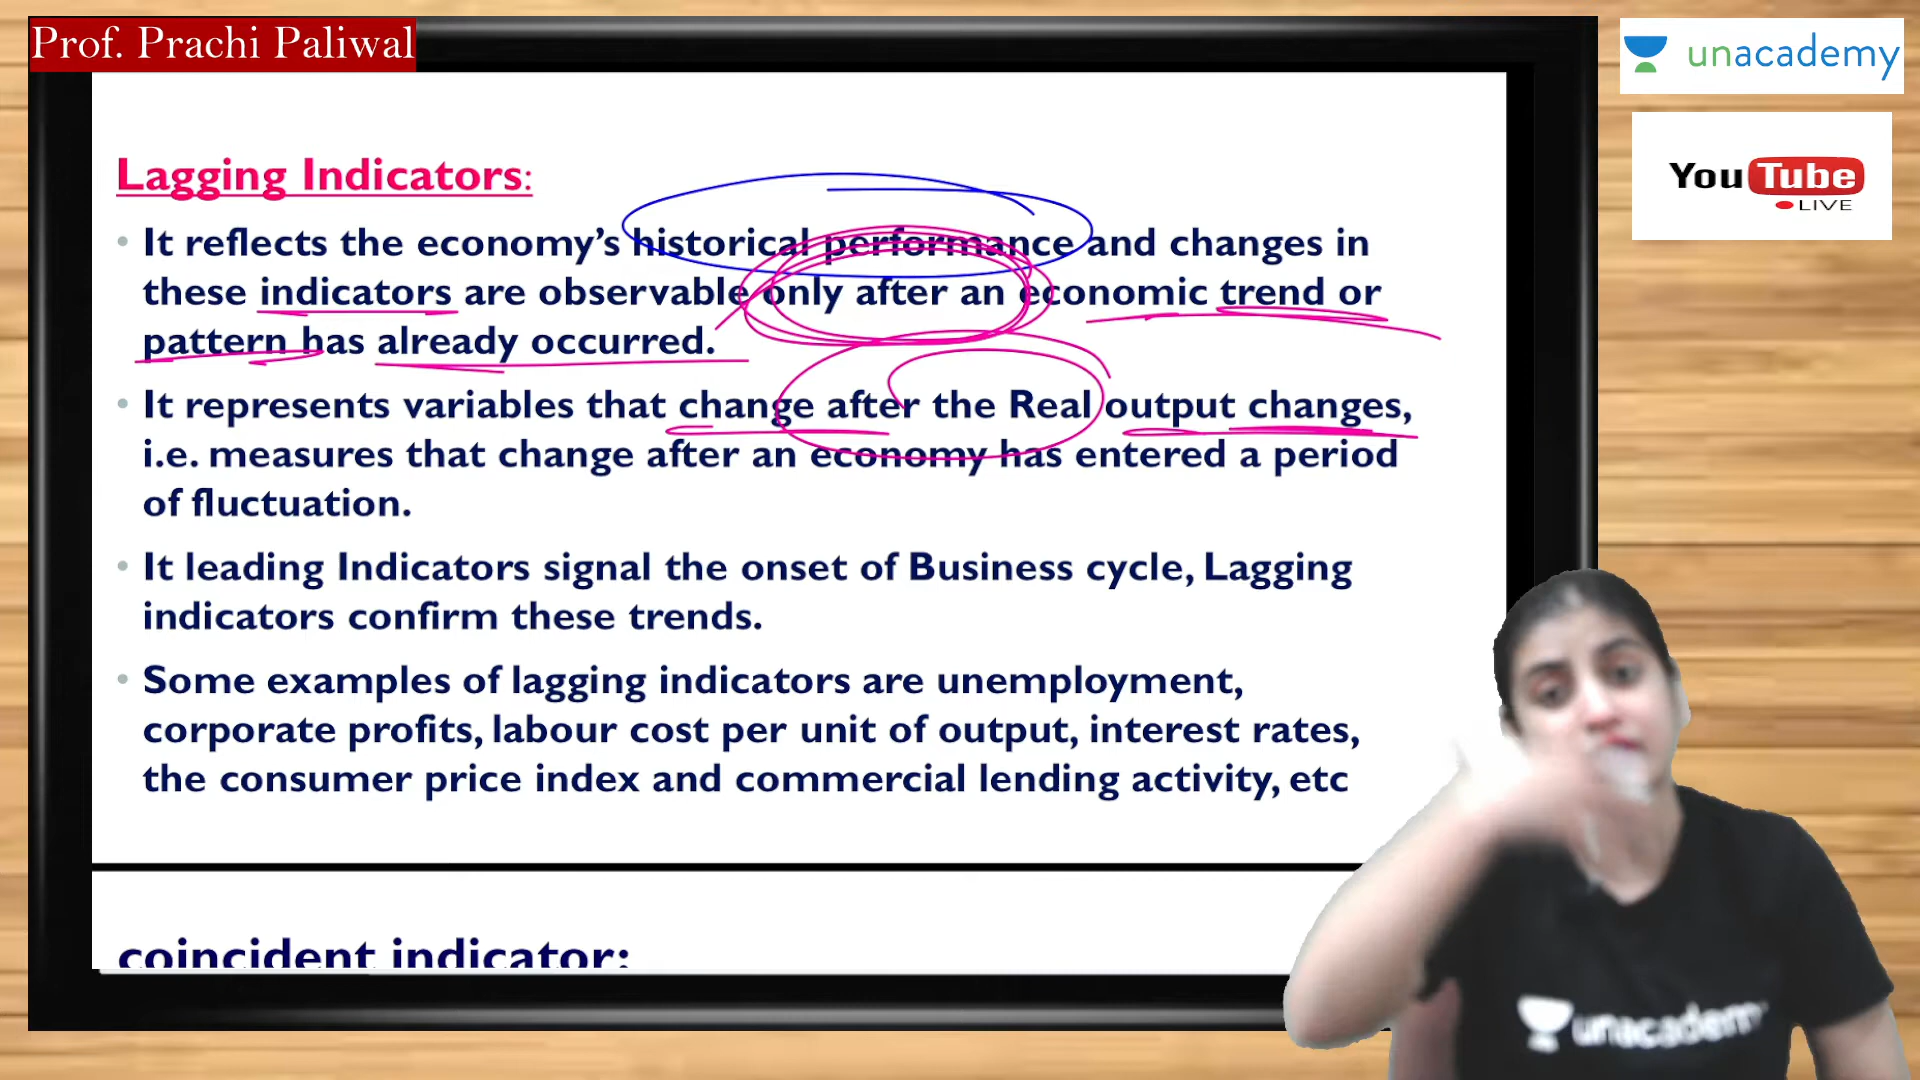 Prof. Prachi Paliwal
unacademy
YouTube
LIVE
Lagging Indicators:
• It reflects the economy’s historical performance and changes in
these indicators are observable only after an economic trend or
pattern has already occurred.
• It represents variables that change after the Real output changes,
i.e. measures that change after an economy has entered a period
of fluctuation.
• It leading Indicators signal the onset of Business cycle, Lagging
indicators confirm these trends.
• Some examples of lagging indicators are unemployment,
corporate profits, labour cost per unit of output, interest rates,
the consumer price index and commercial lending activity, etc
coincident indicator:
unacademy